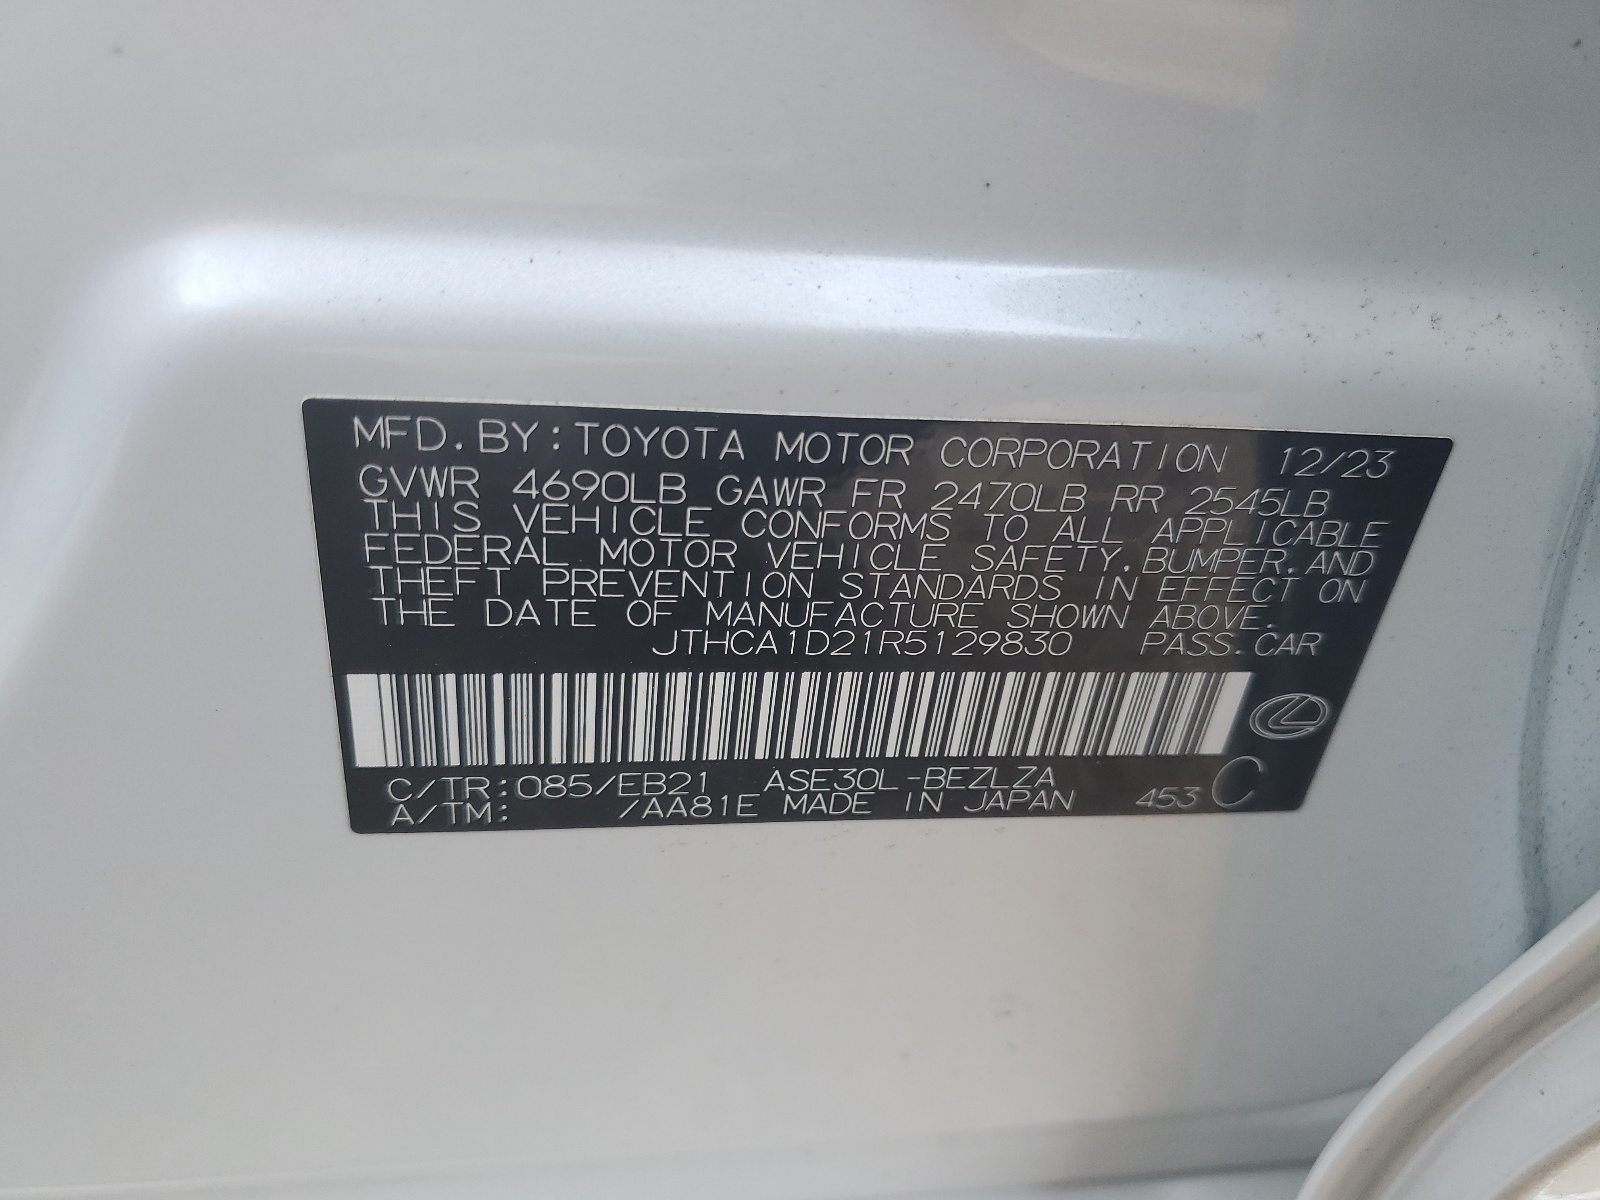 MFD. BY: TOYOTA MOTOR CORPORATION 12/23
GVWR 4690LB GAWR FR 2470LB RR 2545LB
THIS VEHICLE CONFORMS TO ALL APPLICABLE
FEDERAL MOTOR VEHICLE SAFETY, BUMPER, AND
THEFT PREVENTION STANDARDS IN EFFECT ON
THE DATE OF MANUFACTURE SHOWN ABOVE.
JTHCA1D21R5129830 PASS. CAR
C/TR: 085/EB21 ASE30L-BEZLZA
A/TM: /AA81E MADE IN JAPAN 453 C